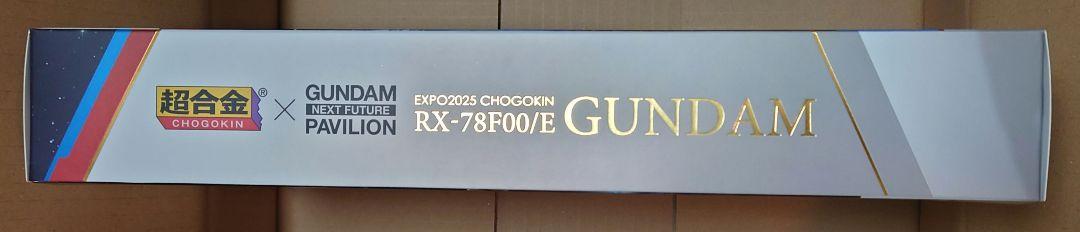 超合金®
CHOGOKIN
×
GUNDAM
NEXT FUTURE
PAVILION
EXPO2025 CHOGOKIN
RX-78F00/E GUNDAM